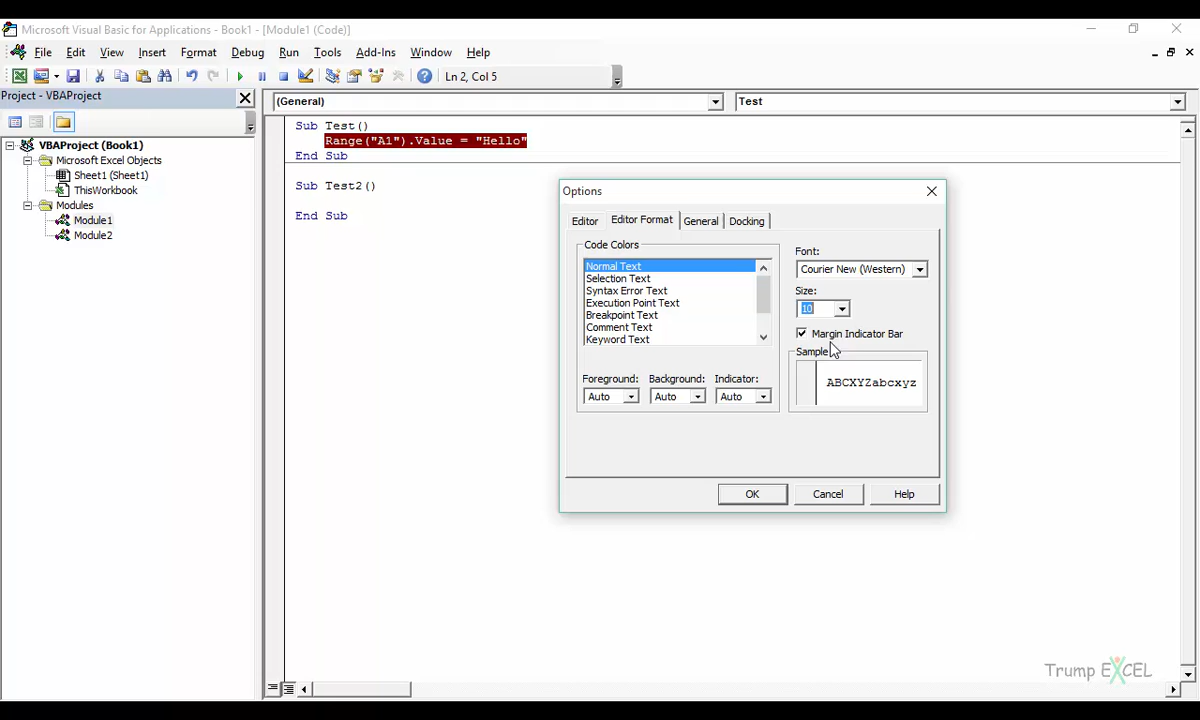 Microsoft Visual Basic for Applications - Book1 - [Module1 (Code)]
File Edit View Insert Format Debug Run Tools Add-Ins Window Help
Ln 2, Col 5
Project - VBAProject
VBAProject (Book1)
Microsoft Excel Objects
Sheet1 (Sheet1)
ThisWorkbook
Modules
Module1
Module2
(General) Test
Sub Test()
Range("A1").Value = "Hello"
End Sub
Sub Test2()
End Sub
Options
Editor Editor Format General Docking
Code Colors
Normal Text
Selection Text
Syntax Error Text
Execution Point Text
Breakpoint Text
Comment Text
Keyword Text
Foreground: Background: Indicator:
Auto Auto Auto
Font:
Courier New (Western)
Size:
10
Margin Indicator Bar
Sample
ABCXYZabcxyz
OK Cancel Help
Trump EXCEL